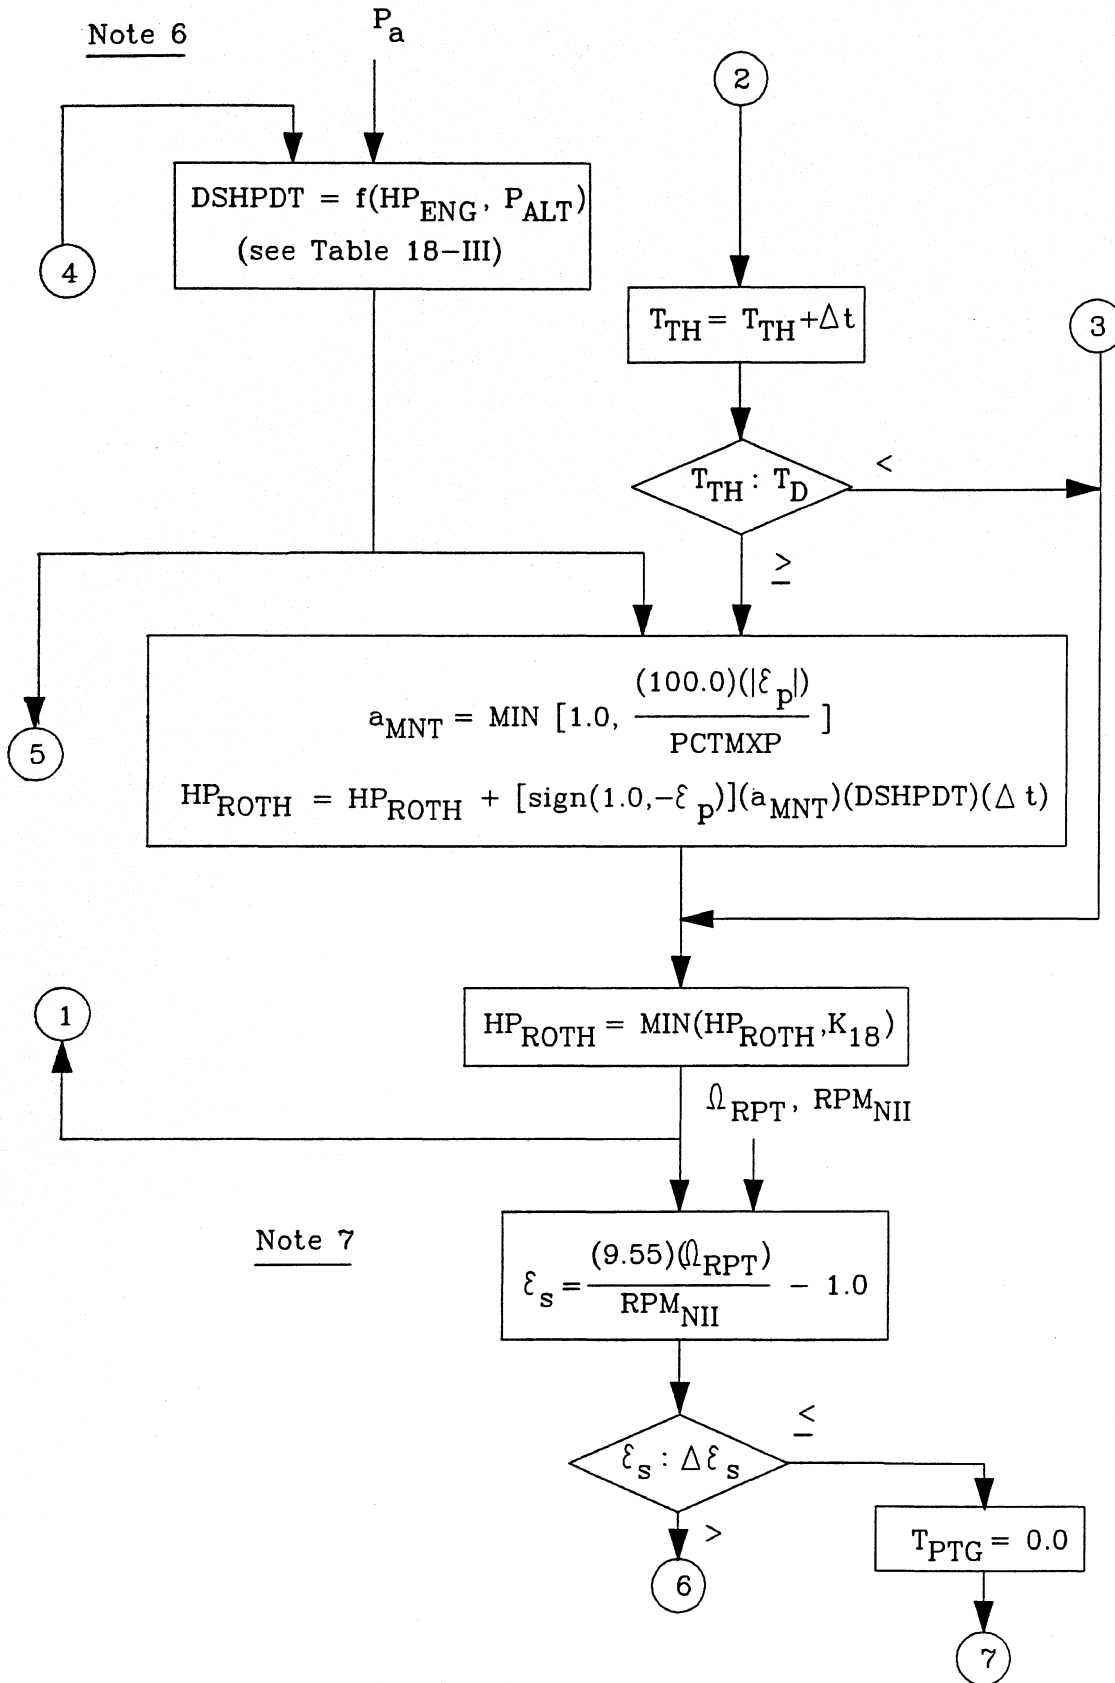 Note 6
P_a
2
DSHPDT = f(HP_ENG, P_ALT)
(see Table 18-III)
4
T_TH = T_TH + Δt
3
T_TH : T_D
<
≥
5
a_MNT = MIN [1.0, (100.0)(|ε_p|) / PCTMXP ]
HP_ROTH = HP_ROTH + [sign(1.0,-ε_p)](a_MNT)(DSHPDT)(Δt)
1
HP_ROTH = MIN(HP_ROTH,K_18)
Ω_RPT, RPM_NII
Note 7
ε_s = (9.55)(Ω_RPT) / RPM_NII - 1.0
ε_s : Δε_s
≤
>
T_PTG = 0.0
6
7